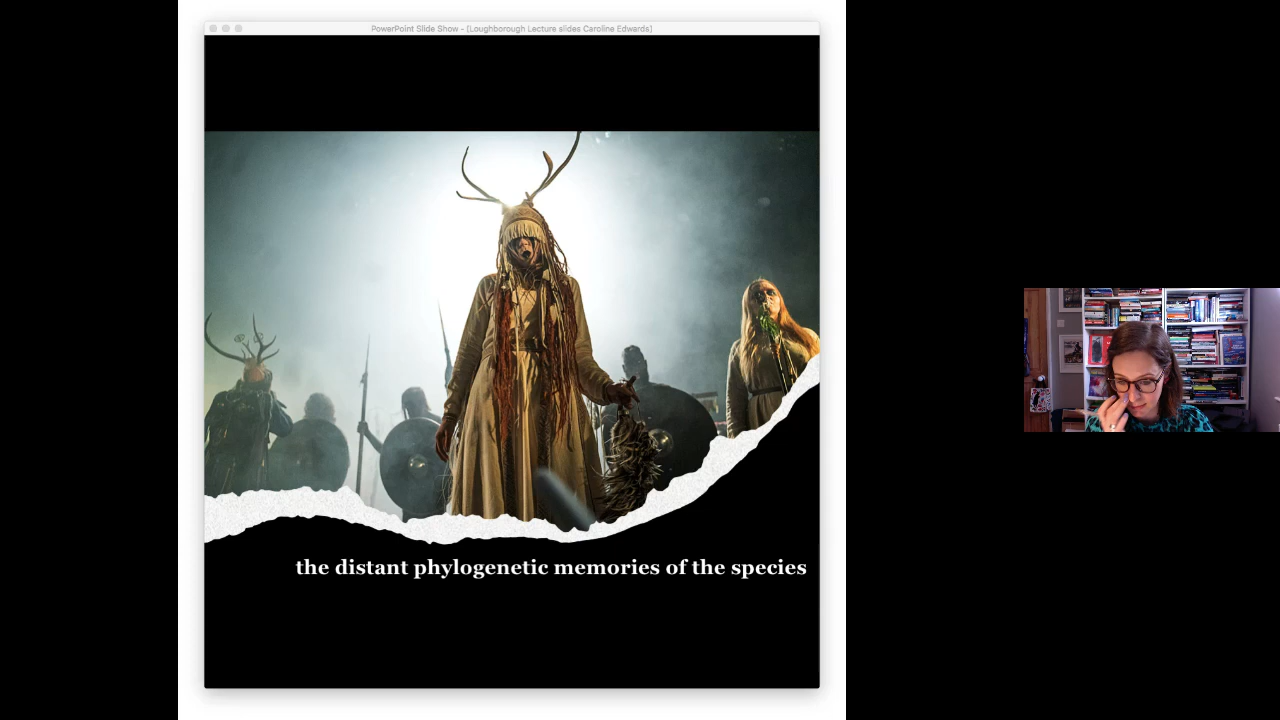 PowerPoint Slide Show - [Loughborough Lecture slides Caroline Edwards]
the distant phylogenetic memories of the species